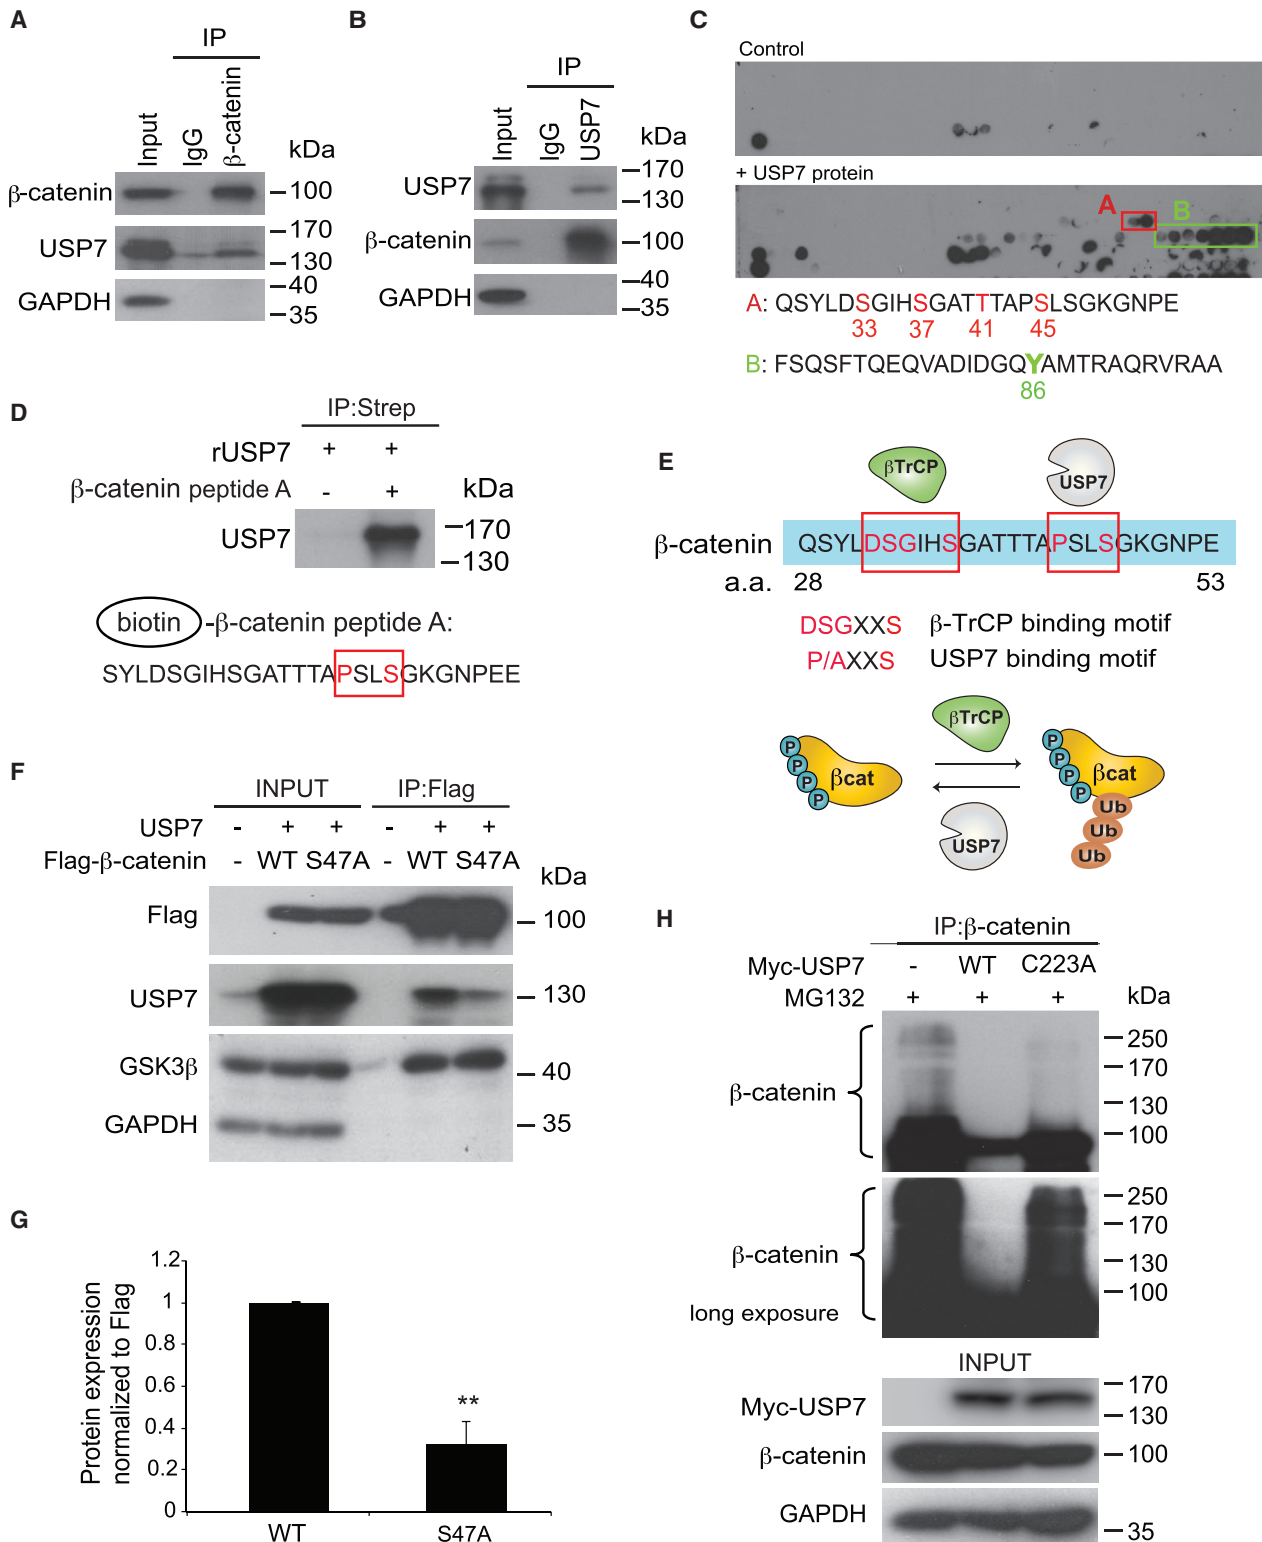 A
IP
Input
IgG
β-catenin
kDa
β-catenin
100
USP7
170
130
GAPDH
40
35
B
IP
Input
IgG
USP7
kDa
USP7
170
130
β-catenin
100
GAPDH
40
35
C
Control
+ USP7 protein
A
B
A: QSYLDSGIHSGATTTAPSLSGKGNPE
33 37 41 45
B: FSQSFTQEQVADIDGQYAMTRAQRVRAA
86
D
IP:Strep
rUSP7 + +
β-catenin peptide A - + kDa
USP7
170
130
biotin -β-catenin peptide A:
SYLDSGIHSGATTTAPSLSGKGNPEE
E
βTrCP
USP7
β-catenin QSYLDSGIHSGATTTAPSLSGKGNPE
a.a. 28 53
DSGXXS β-TrCP binding motif
P/AXXS USP7 binding motif
βTrCP
P P P P βcat
USP7
P P P P βcat
Ub
Ub
Ub
F
INPUT IP:Flag
USP7 - + + - + +
Flag-β-catenin - WT S47A - WT S47A
kDa
Flag
100
USP7
130
GSK3β
40
GAPDH
35
G
Protein expression
normalized to Flag
1.2
1
0.8
0.6
0.4
0.2
0
**
WT S47A
H
IP:β-catenin
Myc-USP7 - WT C223A
MG132 + + + kDa
β-catenin
250
170
130
100
β-catenin
long exposure
250
170
130
100
INPUT
Myc-USP7
170
130
β-catenin
100
GAPDH
35